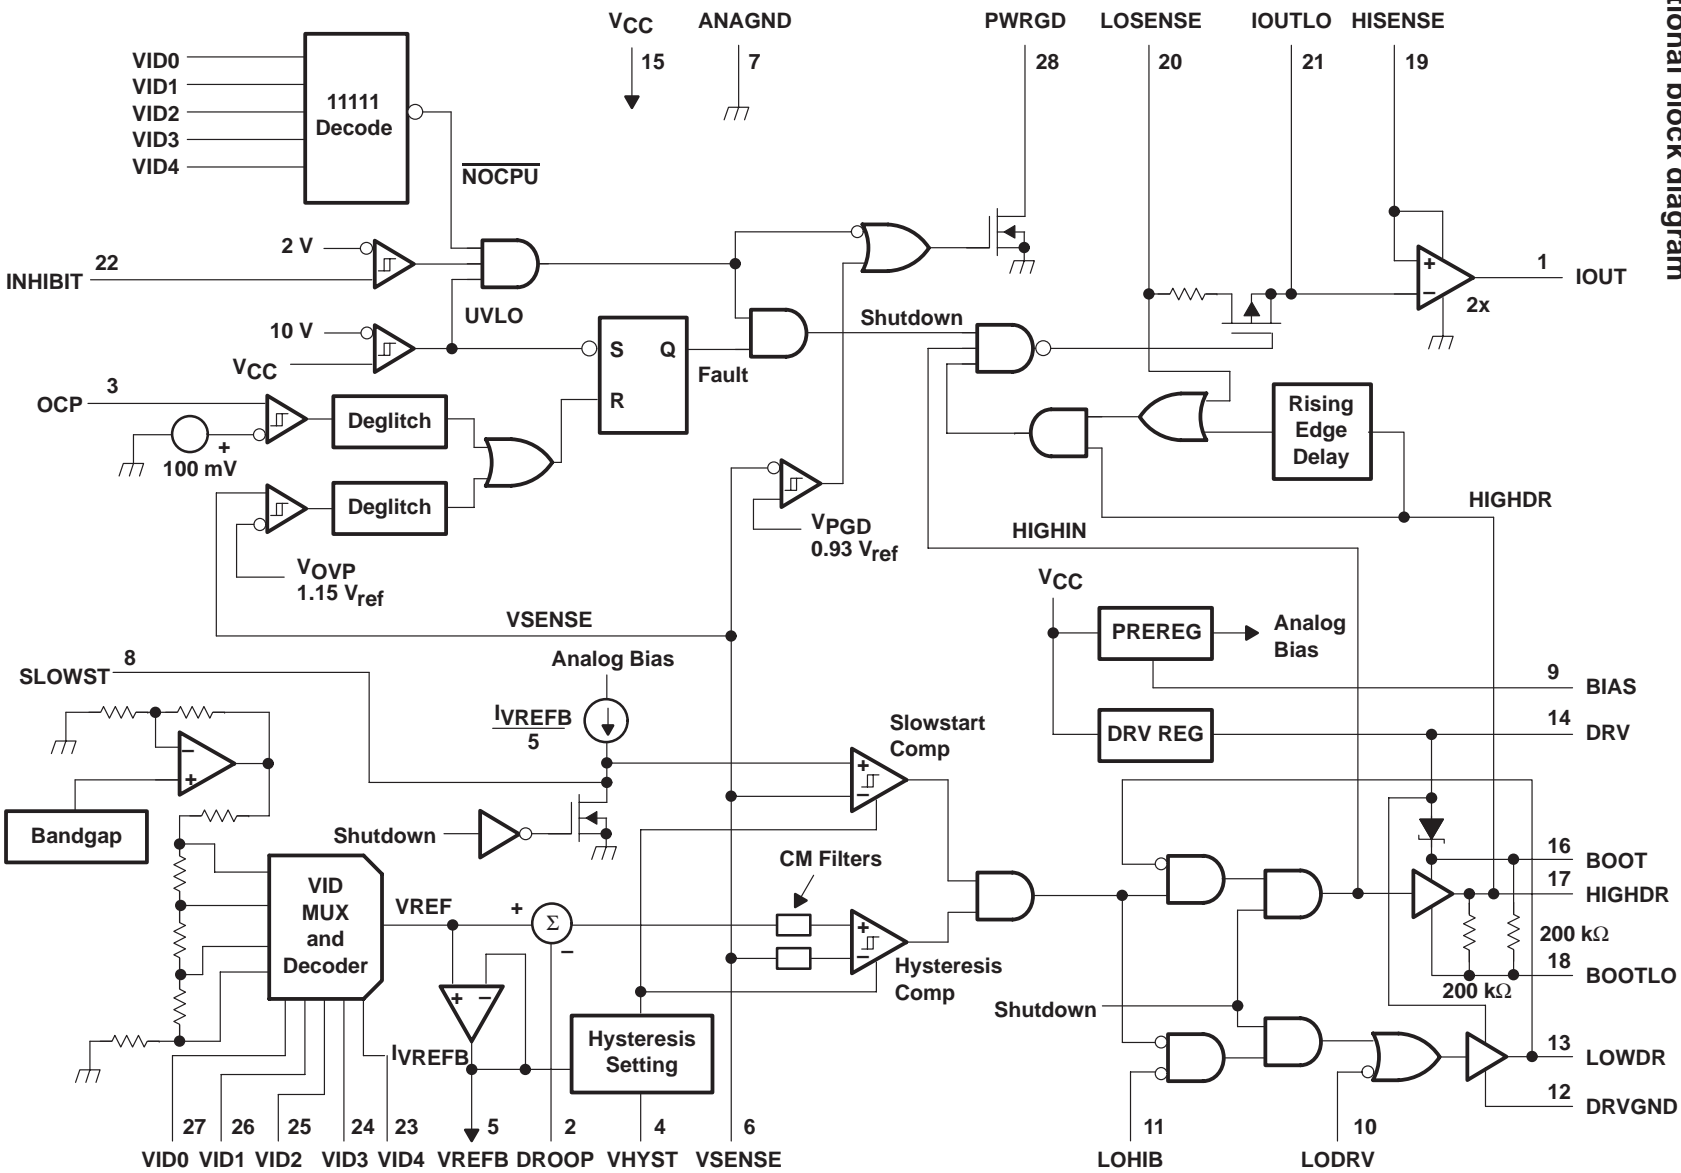 tional block diagram
VCC
15
ANAGND
7
PWRGD
28
LOSENSE
20
IOUTLO
21
HISENSE
19
VID0
VID1
VID2
VID3
VID4
11111
Decode
NOCPU
2 V
22
INHIBIT
10 V
VCC
UVLO
3
OCP
+
100 mV
Deglitch
Deglitch
S
Q
R
Fault
Shutdown
VOVP
1.15 Vref
VPGD
0.93 Vref
+
–
2x
1
IOUT
Rising
Edge
Delay
HIGHDR
HIGHIN
VSENSE
VCC
PREREG
Analog
Bias
9
BIAS
DRV REG
14
DRV
8
SLOWST
Analog Bias
IVREFB
5
Slowstart
Comp
+
–
–
+
Bandgap
Shutdown
CM Filters
VID
MUX
and
Decoder
VREF
+
Σ
–
+
–
Hysteresis
Comp
+ –
IVREFB
Hysteresis
Setting
Shutdown
16
BOOT
17
HIGHDR
200 kΩ
18
BOOTLO
200 kΩ
13
LOWDR
12
DRVGND
27
VID0
26
VID1
25
VID2
24
VID3
23
VID4
5
VREFB
2
DROOP
4
VHYST
6
VSENSE
11
LOHIB
10
LODRV